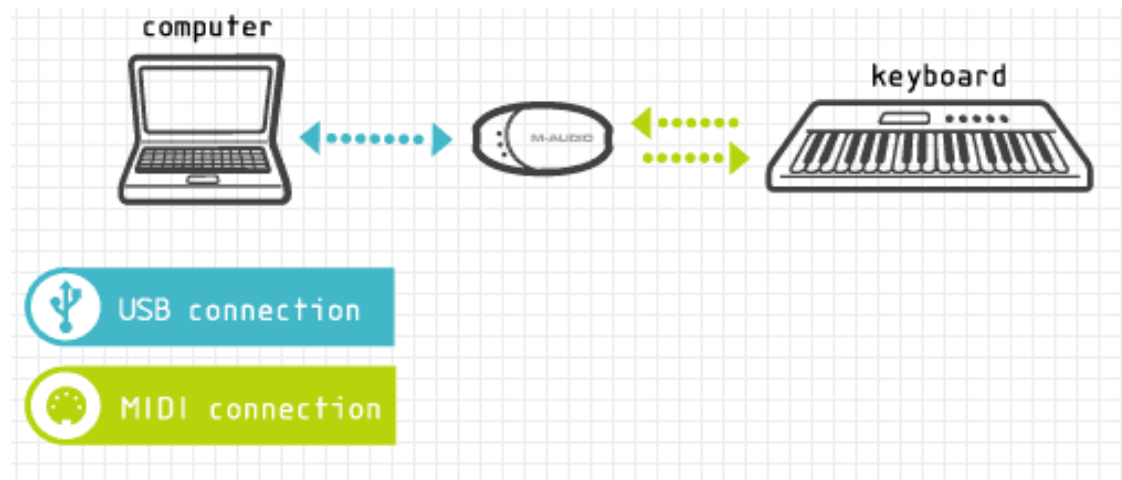 computer
keyboard
M-AUDIO
USB connection
MIDI connection